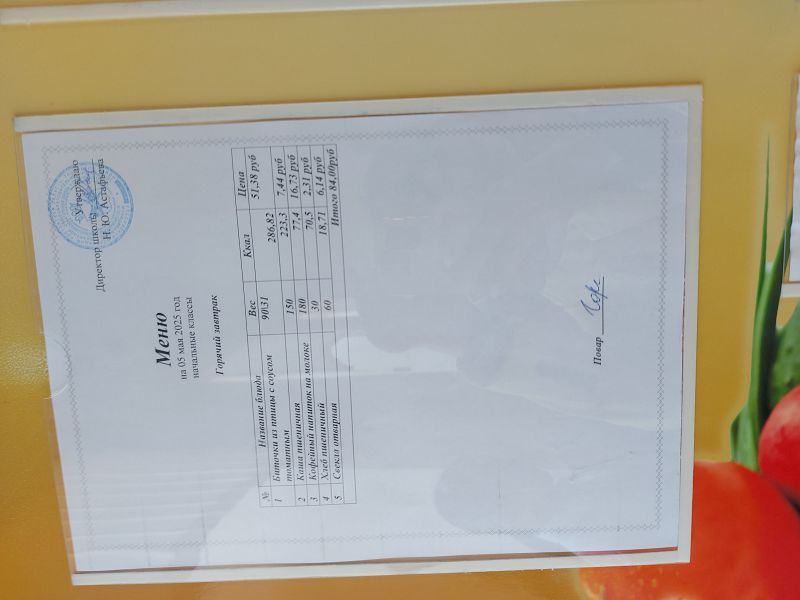 Утверждаю
Директор школы
Н. Ю. Астафьева
Меню
на 05 мая 2025 год
начальные классы
Горячий завтрак
№ Название блюда Вес Ккал Цена
1 Биточки из птицы с соусом томатным 90\31 286,82 51,38 руб
2 Каша пшеничная 150 223,3 7,44 руб
3 Кофейный напиток на молоке 180 77,4 16,73 руб
4 Хлеб пшеничный 30 70,5 2,31 руб
5 Свекла отварная 60 18,71 6,14 руб
Итого 84,00руб
Повар